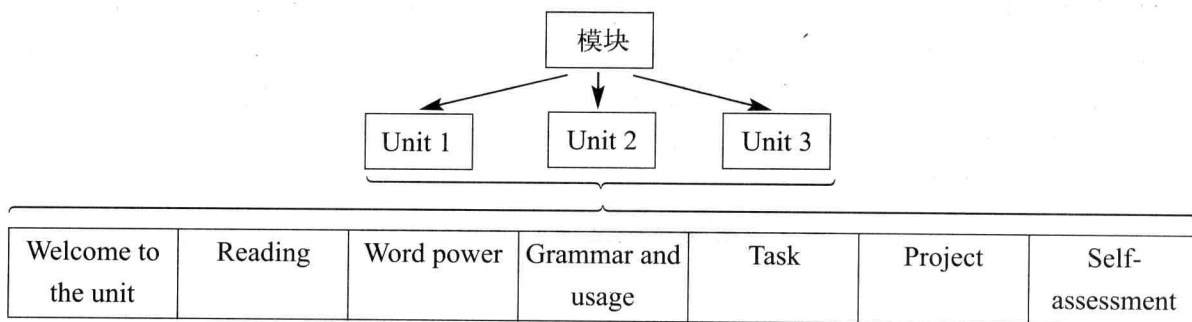 模块
Unit 1
Unit 2
Unit 3
Welcome to
the unit
Reading
Word power
Grammar and
usage
Task
Project
Self-
assessment